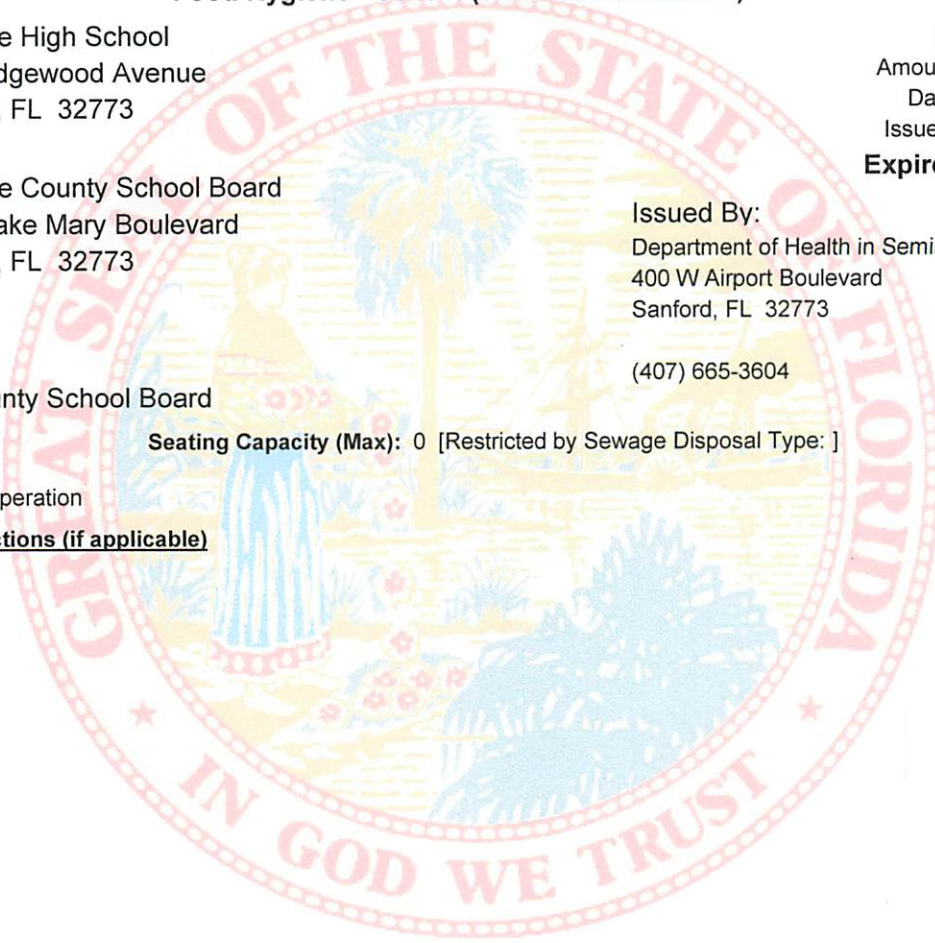 e High School
dgewood Avenue
, FL 32773
Amou
Da
Issue
Expire
e County School Board
ake Mary Boulevard
, FL 32773
Issued By:
Department of Health in Semi
400 W Airport Boulevard
Sanford, FL 32773
(407) 665-3604
nty School Board
Seating Capacity (Max): 0 [Restricted by Sewage Disposal Type: ]
peration
ctions (if applicable)
GREAT SEAL OF THE STATE OF FLORIDA
IN GOD WE TRUST